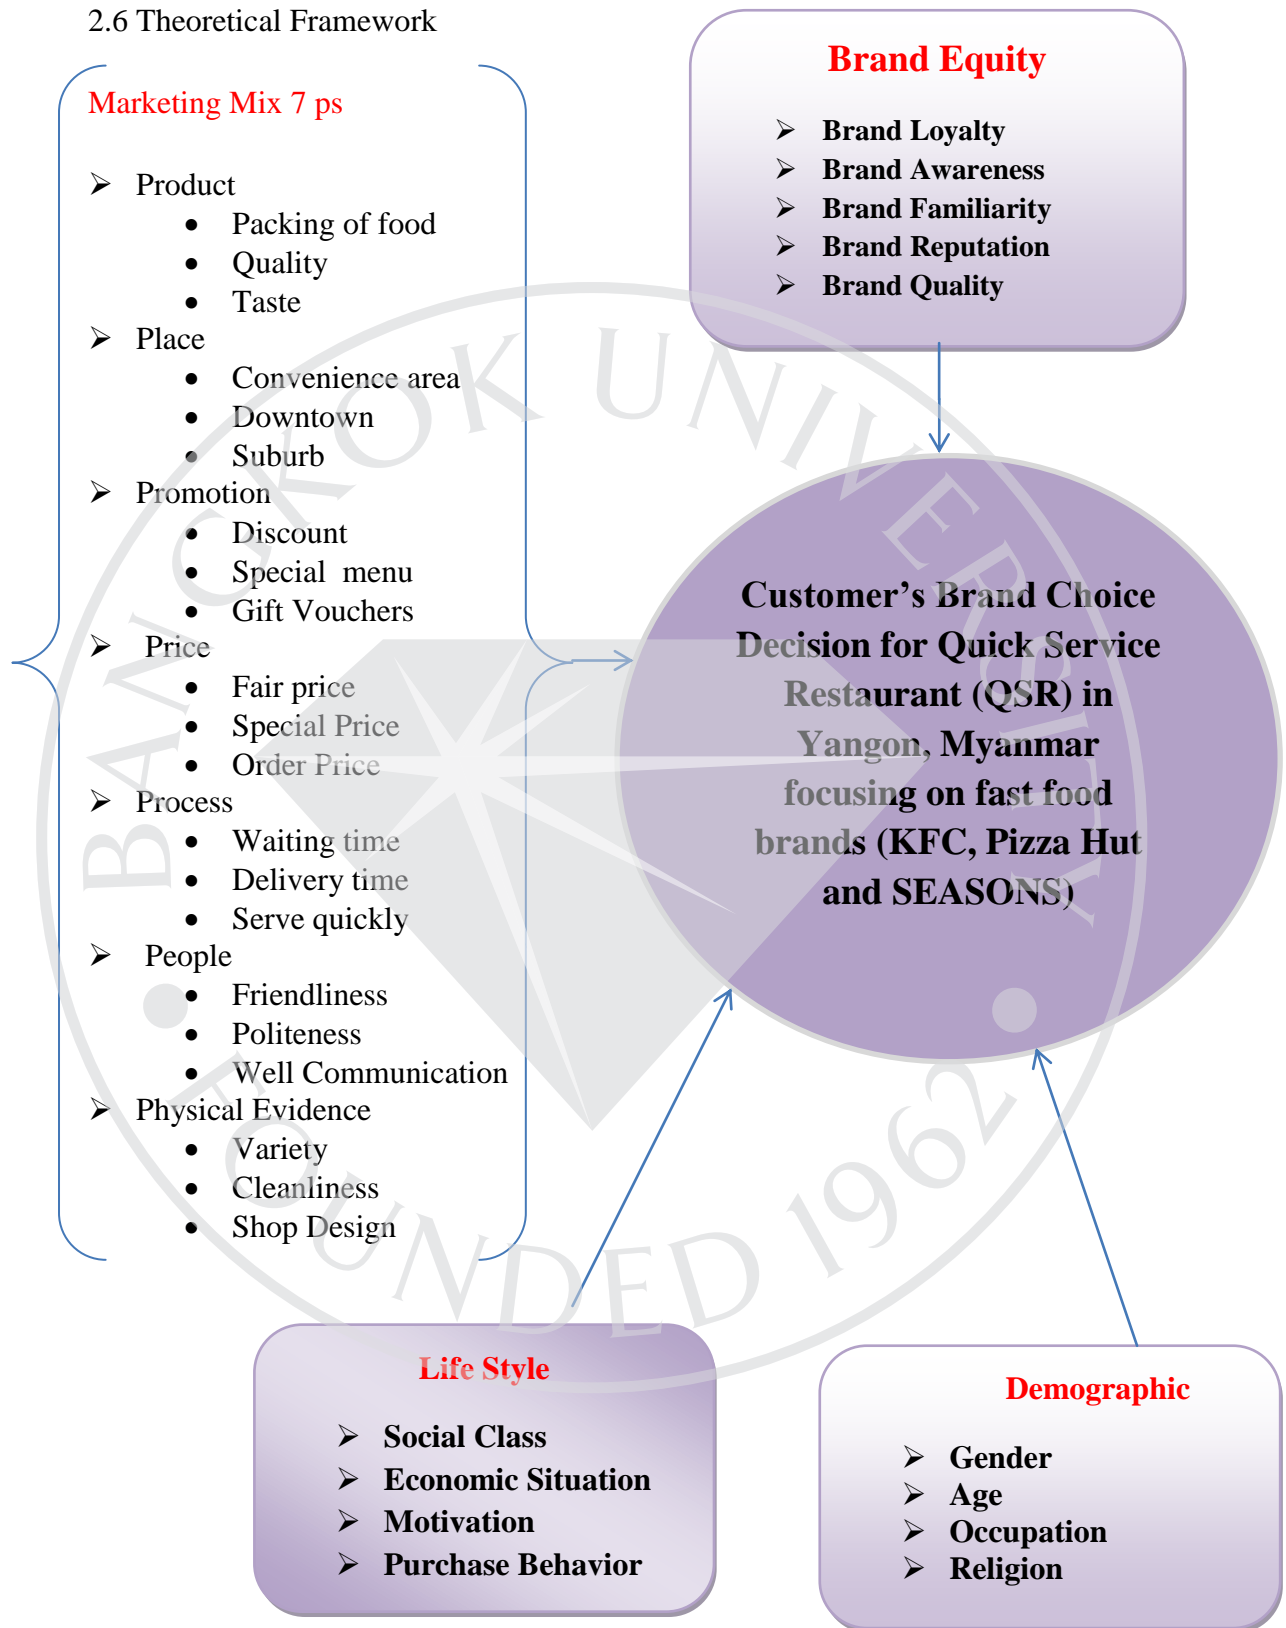 2.6 Theoretical Framework
Marketing Mix 7 ps
➢ Product
• Packing of food
• Quality
• Taste
➢ Place
• Convenience area
• Downtown
• Suburb
➢ Promotion
• Discount
• Special menu
• Gift Vouchers
➢ Price
• Fair price
• Special Price
• Order Price
➢ Process
• Waiting time
• Delivery time
• Serve quickly
➢ People
• Friendliness
• Politeness
• Well Communication
➢ Physical Evidence
• Variety
• Cleanliness
• Shop Design
Brand Equity
➢ Brand Loyalty
➢ Brand Awareness
➢ Brand Familiarity
➢ Brand Reputation
➢ Brand Quality
Customer’s Brand Choice
Decision for Quick Service
Restaurant (QSR) in
Yangon, Myanmar
focusing on fast food
brands (KFC, Pizza Hut
and SEASONS)
Life Style
➢ Social Class
➢ Economic Situation
➢ Motivation
➢ Purchase Behavior
Demographic
➢ Gender
➢ Age
➢ Occupation
➢ Religion
BANGKOK UNIVERSITY
FOUNDED 1962